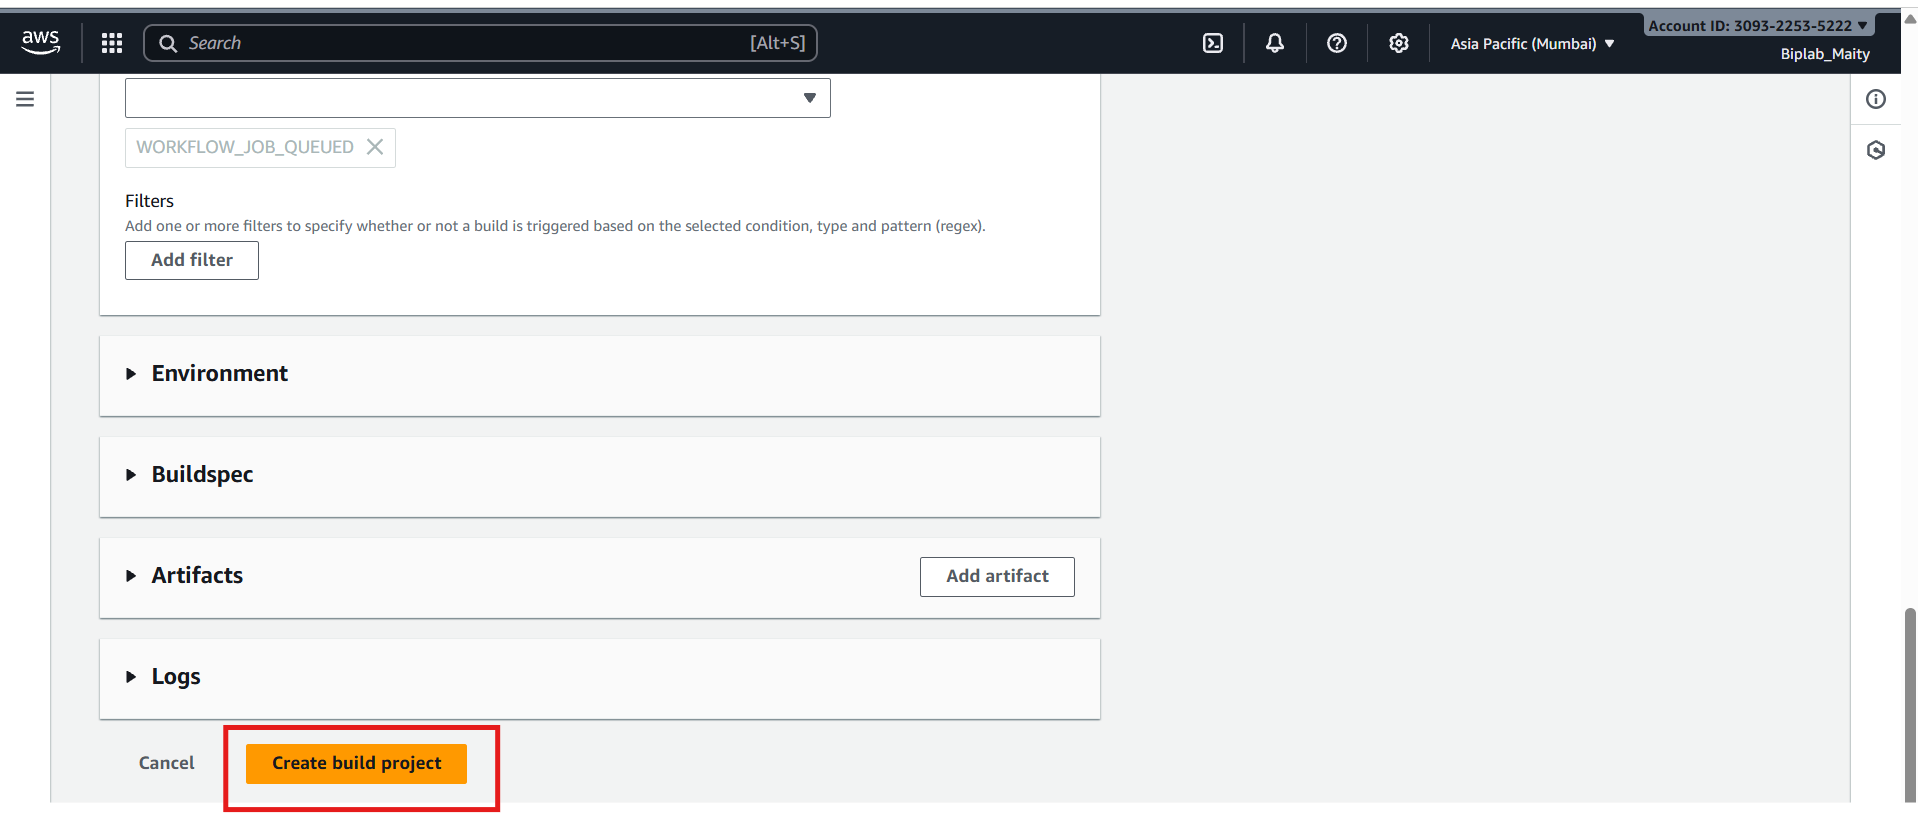 aws
Search
[Alt+S]
Asia Pacific (Mumbai)
Account ID: 3093-2253-5222
Biplab_Maity
WORKFLOW_JOB_QUEUED
Filters
Add one or more filters to specify whether or not a build is triggered based on the selected condition, type and pattern (regex).
Add filter
Environment
Buildspec
Artifacts
Add artifact
Logs
Cancel
Create build project